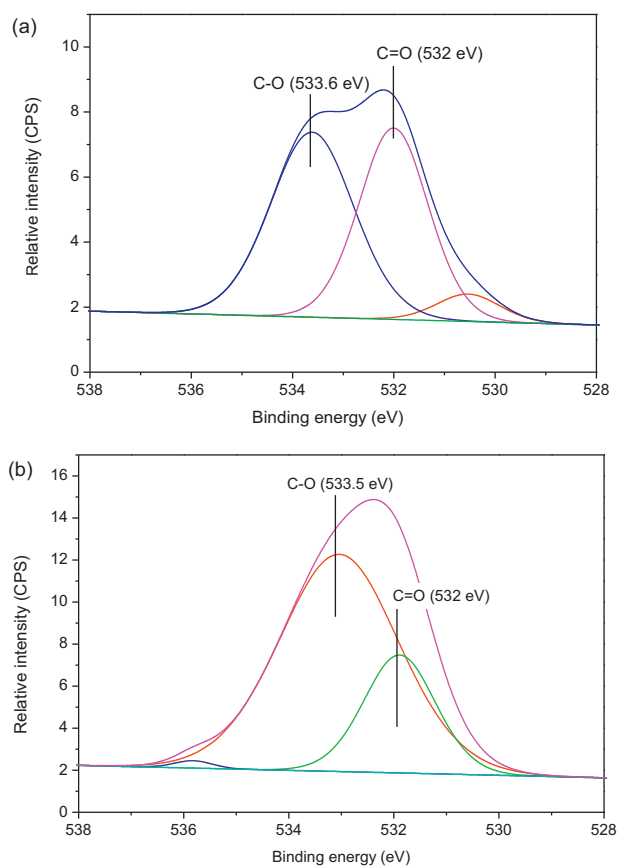 (a)
C=O (532 eV)
C-O (533.6 eV)
Relative intensity (CPS)
10
8
6
4
2
0
538
536
534
532
530
528
Binding energy (eV)
(b)
C-O (533.5 eV)
C=O (532 eV)
Relative intensity (CPS)
16
14
12
10
8
6
4
2
0
538
536
534
532
530
528
Binding energy (eV)